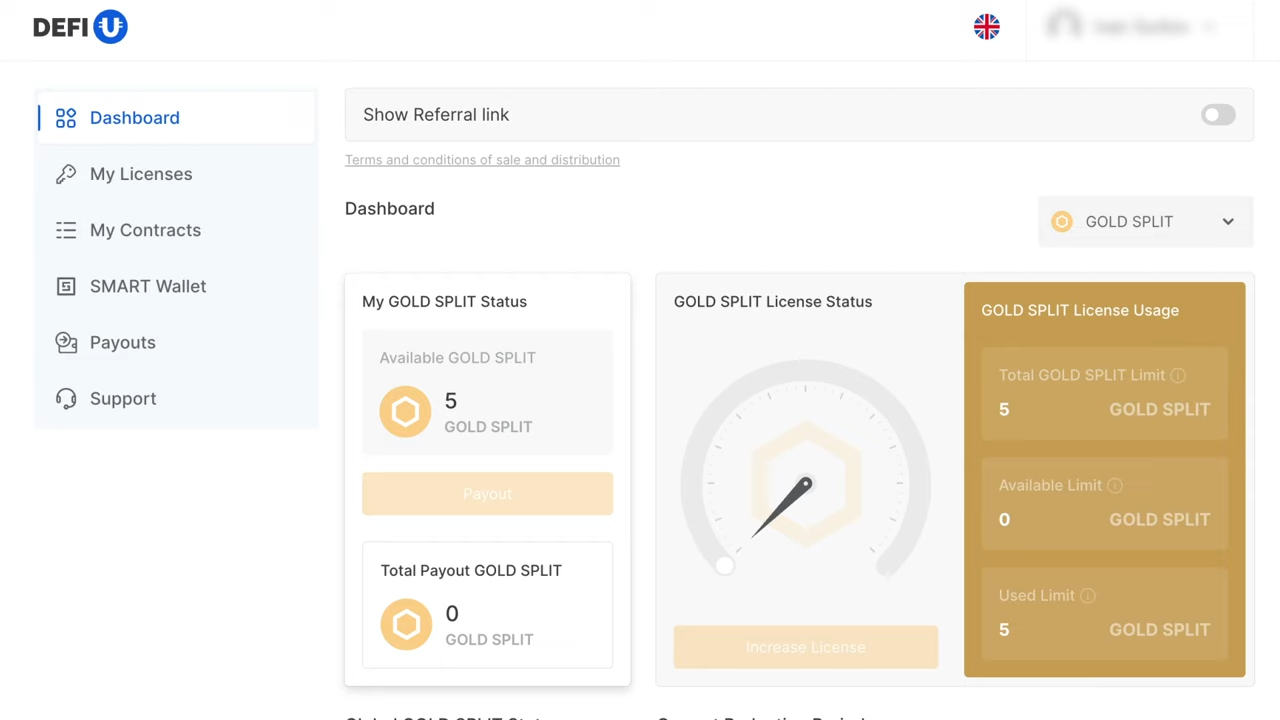 DEFI U
Show Referral link
Terms and conditions of sale and distribution
Dashboard
My Licenses
My Contracts
SMART Wallet
Payouts
Support
Dashboard
GOLD SPLIT
My GOLD SPLIT Status
Available GOLD SPLIT
5
GOLD SPLIT
Payout
Total Payout GOLD SPLIT
0
GOLD SPLIT
GOLD SPLIT License Status
Increase License
GOLD SPLIT License Usage
Total GOLD SPLIT Limit
5 GOLD SPLIT
Available Limit
0 GOLD SPLIT
Used Limit
5 GOLD SPLIT